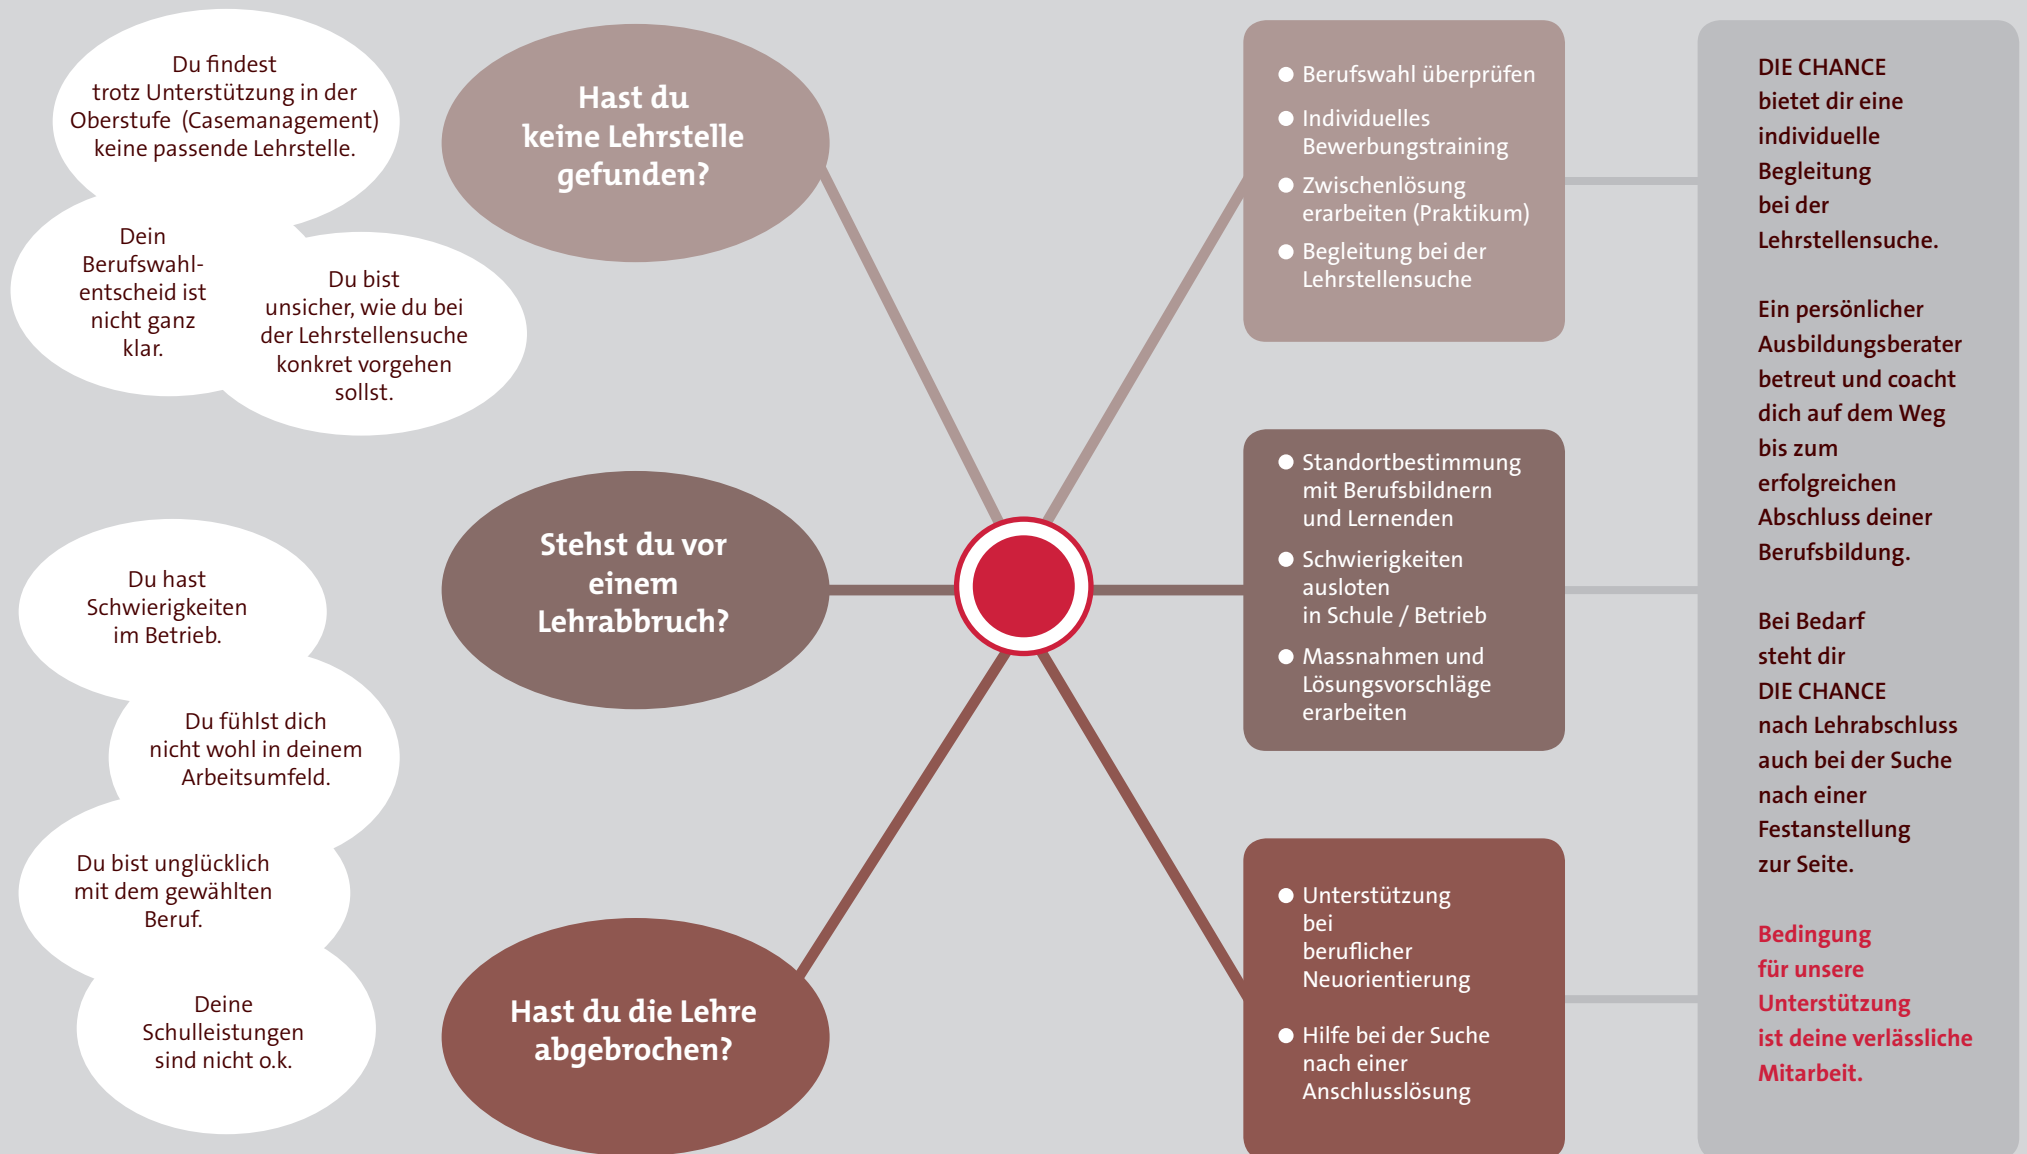 Du findest
trotz Unterstützung in der
Oberstufe (Casemanagement)
keine passende Lehrstelle.
Dein
Berufswahl-
entscheid ist
nicht ganz
klar.
Du bist
unsicher, wie du bei
der Lehrstellensuche
konkret vorgehen
sollst.
Du hast
Schwierigkeiten
im Betrieb.
Du fühlst dich
nicht wohl in deinem
Arbeitsumfeld.
Du bist unglücklich
mit dem gewählten
Beruf.
Deine
Schulleistungen
sind nicht o.k.
Hast du
keine Lehrstelle
gefunden?
Stehst du vor
einem
Lehrabbruch?
Hast du die Lehre
abgebrochen?
● Berufswahl überprüfen
● Individuelles
Bewerbungstraining
● Zwischenlösung
erarbeiten (Praktikum)
● Begleitung bei der
Lehrstellensuche
● Standortbestimmung
mit Berufsbildnern
und Lernenden
● Schwierigkeiten
ausloten
in Schule / Betrieb
● Massnahmen und
Lösungsvorschläge
erarbeiten
● Unterstützung
bei
beruflicher
Neuorientierung
● Hilfe bei der Suche
nach einer
Anschlusslösung
DIE CHANCE
bietet dir eine
individuelle
Begleitung
bei der
Lehrstellensuche.
Ein persönlicher
Ausbildungsberater
betreut und coacht
dich auf dem Weg
bis zum
erfolgreichen
Abschluss deiner
Berufsbildung.
Bei Bedarf
steht dir
DIE CHANCE
nach Lehrabschluss
auch bei der Suche
nach einer
Festanstellung
zur Seite.
Bedingung
für unsere
Unterstützung
ist deine verlässliche
Mitarbeit.